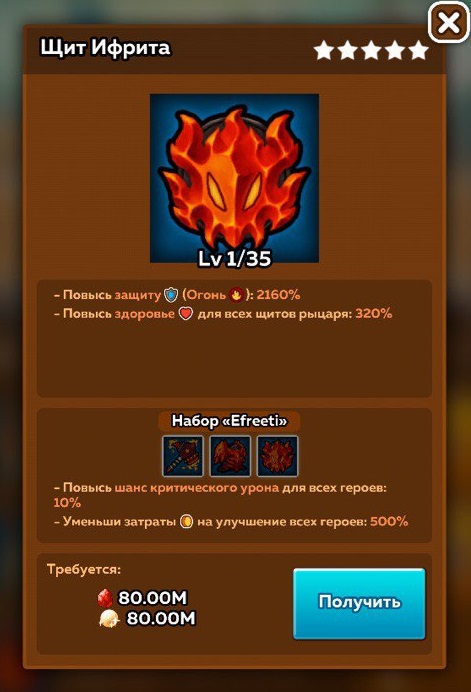 Щит Ифрита
Lv 1/35
- Повысь защиту (Огонь ): 2160%
- Повысь здоровье для всех щитов рыцаря: 320%
Набор «Efreeti»
- Повысь шанс критического урона для всех героев:
10%
- Уменьши затраты на улучшение всех героев: 500%
Требуется:
80.00M
80.00M
Получить